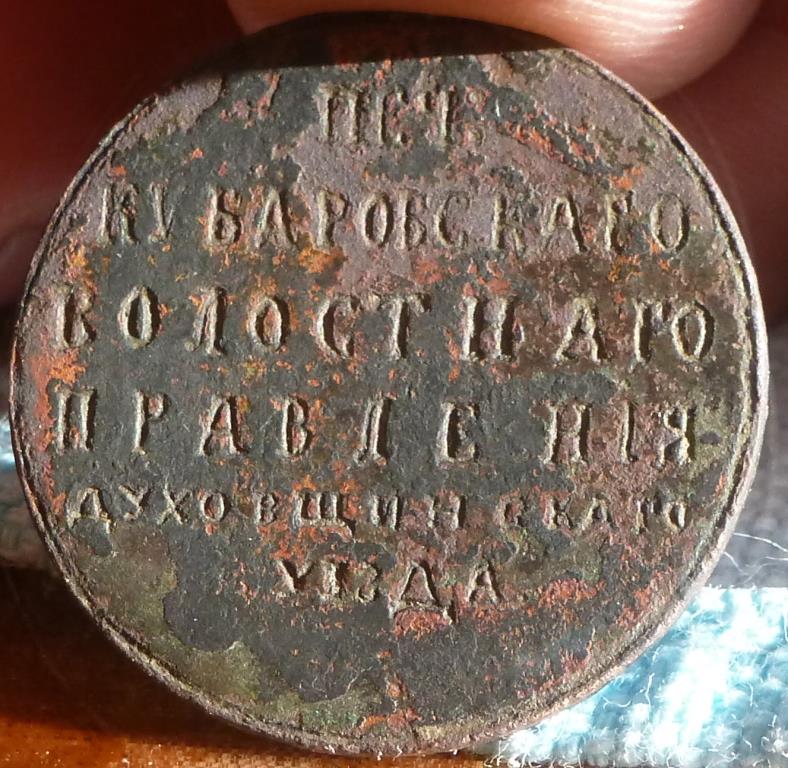 ПЕЧ.
КУБАРОВСКАГО
ВОЛОСТНАГО
ПРАВЛЕНІЯ
ДУХОВЩИНСКАГО
УѢЗДА